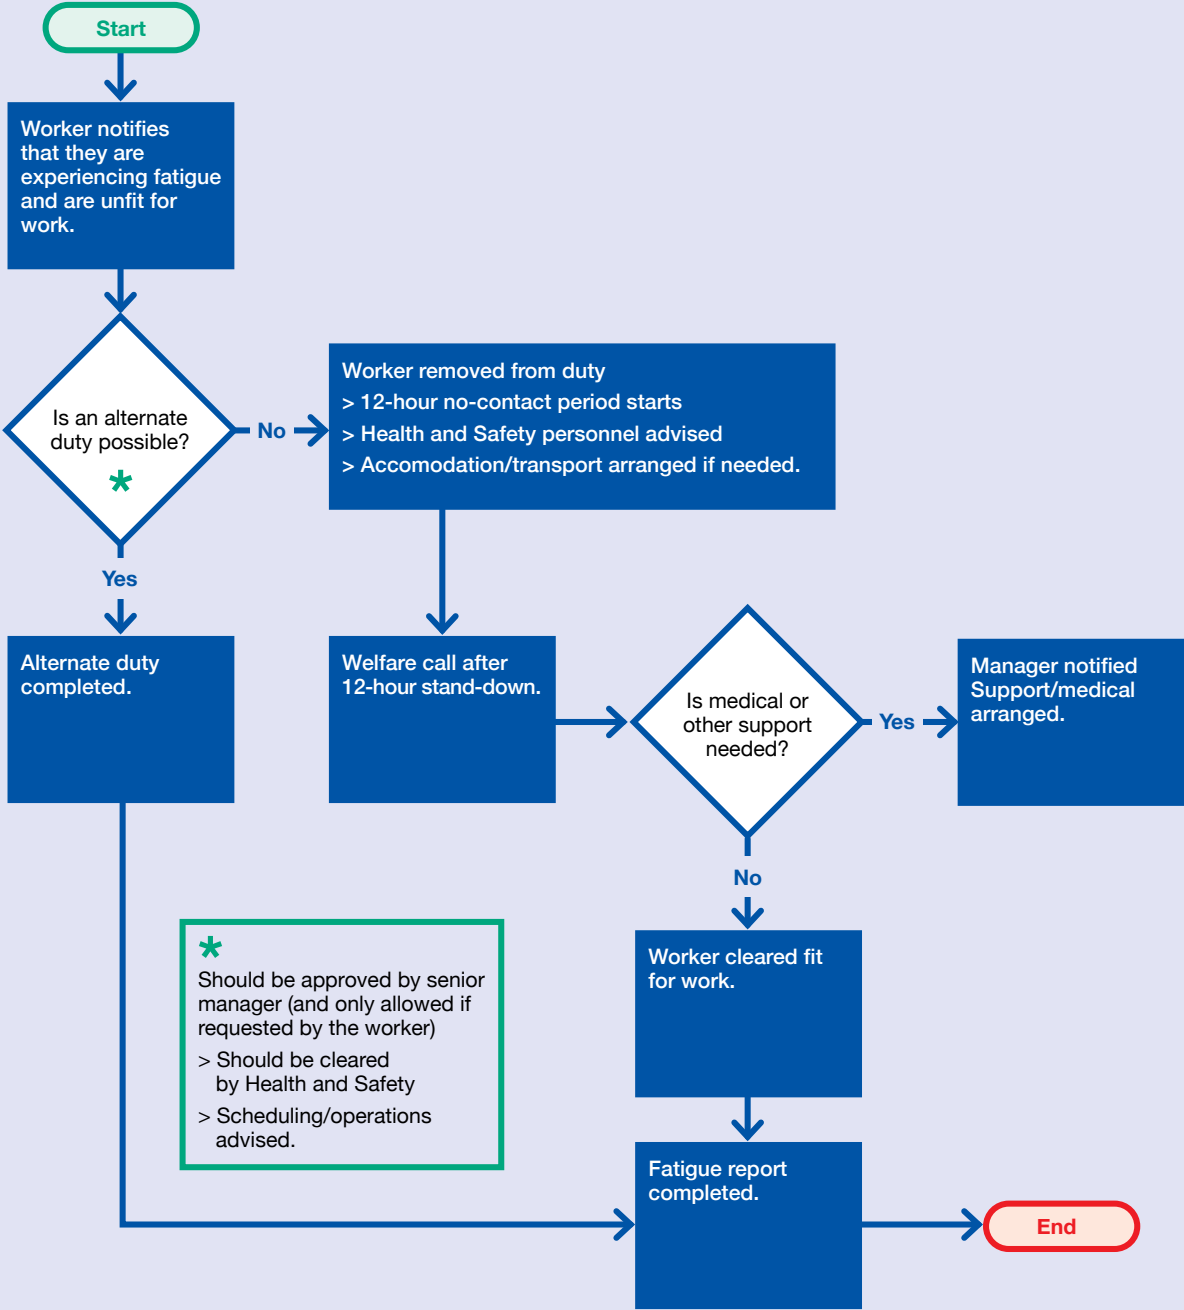 Start
Worker notifies
that they are
experiencing fatigue
and are unfit for
work.
Is an alternate
duty possible?
*
No
Worker removed from duty
> 12-hour no-contact period starts
> Health and Safety personnel advised
> Accomodation/transport arranged if needed.
Yes
Alternate duty
completed.
Welfare call after
12-hour stand-down.
Is medical or
other support
needed?
Yes
Manager notified
Support/medical
arranged.
No
Worker cleared fit
for work.
*
Should be approved by senior
manager (and only allowed if
requested by the worker)
> Should be cleared
by Health and Safety
> Scheduling/operations
advised.
Fatigue report
completed.
End